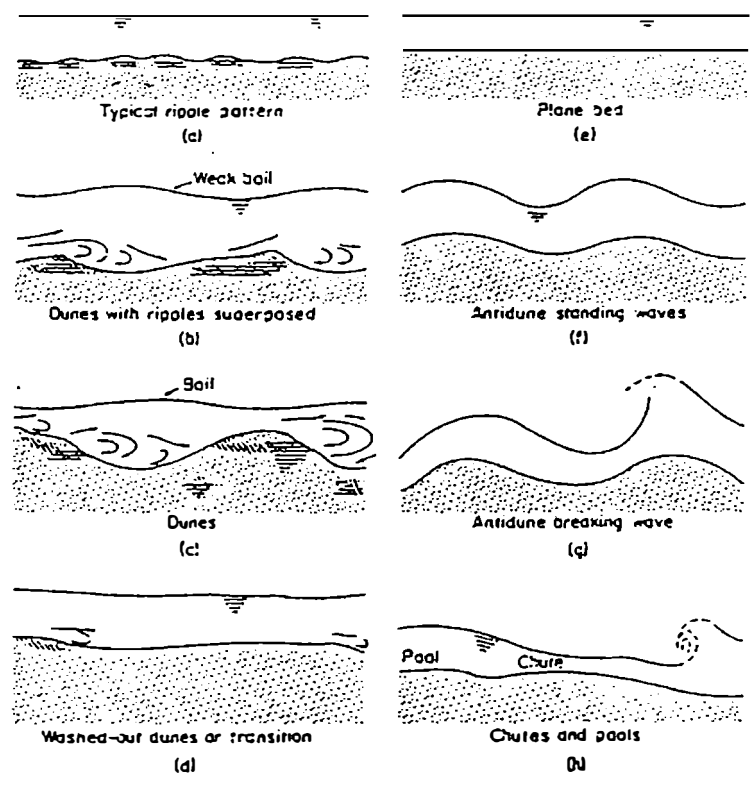 Typical ripple pattern
(a)
Weak boil
Dunes with ripples superposed
(b)
Boil
Dunes
(c)
Washed-out dunes or transition
(d)
Plane bed
(e)
Antidune standing waves
(f)
Antidune breaking wave
(g)
Pool
Chute
Chutes and pools
(h)